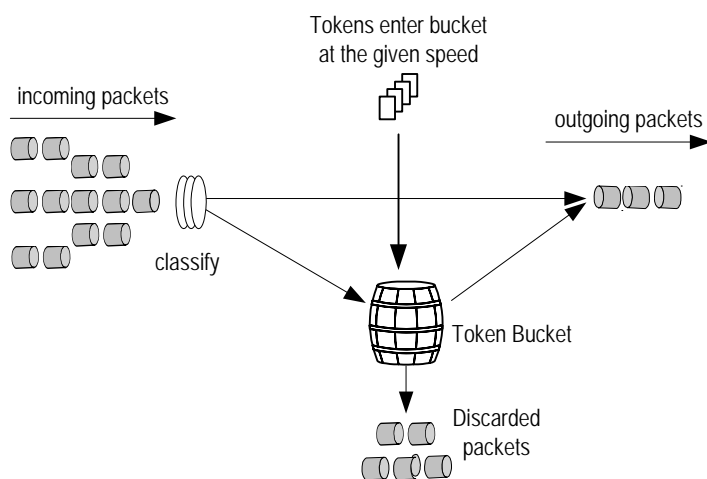 Tokens enter bucket
at the given speed
incoming packets
outgoing packets
classify
Token Bucket
Discarded
packets